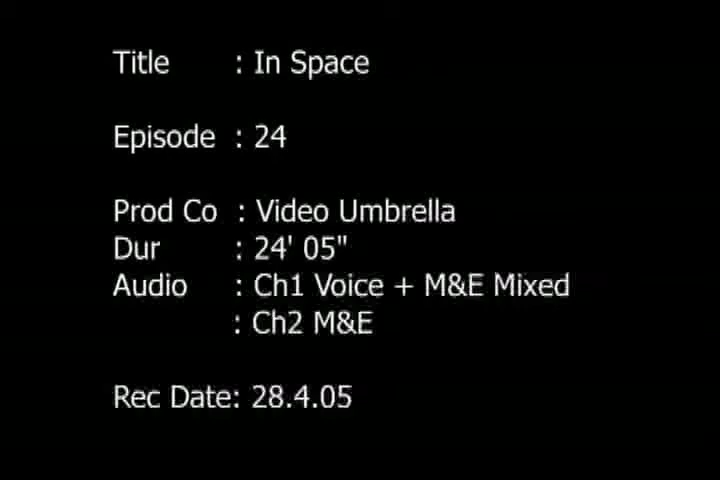 Title : In Space
Episode : 24
Prod Co : Video Umbrella
Dur : 24' 05"
Audio : Ch1 Voice + M&E Mixed
: Ch2 M&E
Rec Date: 28.4.05